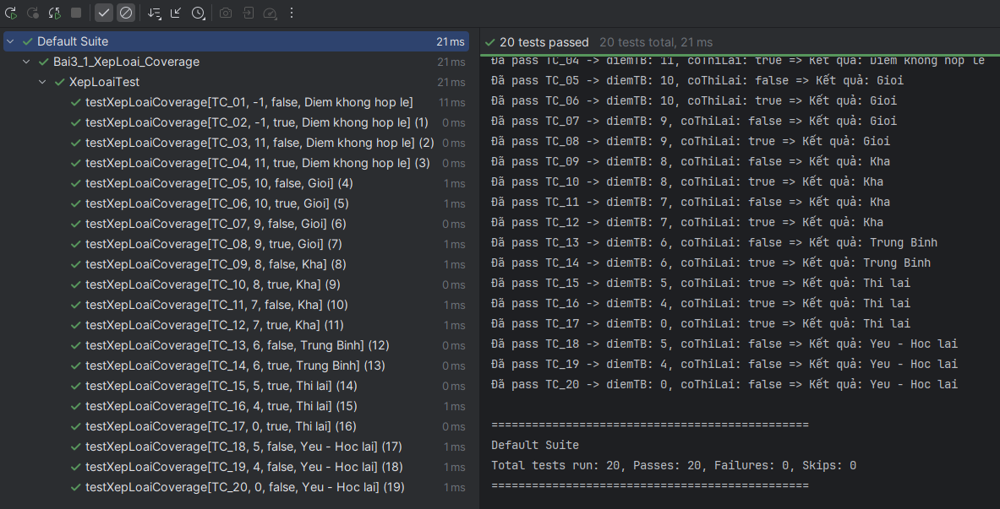 Default Suite 21 ms
Bai3_1_XepLoai_Coverage 21 ms
XepLoaiTest 21 ms
testXepLoaiCoverage[TC_01, -1, false, Diem khong hop le] 11 ms
testXepLoaiCoverage[TC_02, -1, true, Diem khong hop le] (1) 0 ms
testXepLoaiCoverage[TC_03, 11, false, Diem khong hop le] (2) 0 ms
testXepLoaiCoverage[TC_04, 11, true, Diem khong hop le] (3) 0 ms
testXepLoaiCoverage[TC_05, 10, false, Gioi] (4) 1 ms
testXepLoaiCoverage[TC_06, 10, true, Gioi] (5) 1 ms
testXepLoaiCoverage[TC_07, 9, false, Gioi] (6) 0 ms
testXepLoaiCoverage[TC_08, 9, true, Gioi] (7) 1 ms
testXepLoaiCoverage[TC_09, 8, false, Kha] (8) 1 ms
testXepLoaiCoverage[TC_10, 8, true, Kha] (9) 0 ms
testXepLoaiCoverage[TC_11, 7, false, Kha] (10) 1 ms
testXepLoaiCoverage[TC_12, 7, true, Kha] (11) 1 ms
testXepLoaiCoverage[TC_13, 6, false, Trung Binh] (12) 0 ms
testXepLoaiCoverage[TC_14, 6, true, Trung Binh] (13) 0 ms
testXepLoaiCoverage[TC_15, 5, true, Thi lai] (14) 0 ms
testXepLoaiCoverage[TC_16, 4, true, Thi lai] (15) 1 ms
testXepLoaiCoverage[TC_17, 0, true, Thi lai] (16) 0 ms
testXepLoaiCoverage[TC_18, 5, false, Yeu - Hoc lai] (17) 1 ms
testXepLoaiCoverage[TC_19, 4, false, Yeu - Hoc lai] (18) 1 ms
testXepLoaiCoverage[TC_20, 0, false, Yeu - Hoc lai] (19) 1 ms
20 tests passed 20 tests total, 21 ms
Đã pass TC_04 -> diemTB: 11, coThiLai: true => Kết quả: Diem khong hop le
Đã pass TC_05 -> diemTB: 10, coThiLai: false => Kết quả: Gioi
Đã pass TC_06 -> diemTB: 10, coThiLai: true => Kết quả: Gioi
Đã pass TC_07 -> diemTB: 9, coThiLai: false => Kết quả: Gioi
Đã pass TC_08 -> diemTB: 9, coThiLai: true => Kết quả: Gioi
Đã pass TC_09 -> diemTB: 8, coThiLai: false => Kết quả: Kha
Đã pass TC_10 -> diemTB: 8, coThiLai: true => Kết quả: Kha
Đã pass TC_11 -> diemTB: 7, coThiLai: false => Kết quả: Kha
Đã pass TC_12 -> diemTB: 7, coThiLai: true => Kết quả: Kha
Đã pass TC_13 -> diemTB: 6, coThiLai: false => Kết quả: Trung Binh
Đã pass TC_14 -> diemTB: 6, coThiLai: true => Kết quả: Trung Binh
Đã pass TC_15 -> diemTB: 5, coThiLai: true => Kết quả: Thi lai
Đã pass TC_16 -> diemTB: 4, coThiLai: true => Kết quả: Thi lai
Đã pass TC_17 -> diemTB: 0, coThiLai: true => Kết quả: Thi lai
Đã pass TC_18 -> diemTB: 5, coThiLai: false => Kết quả: Yeu - Hoc lai
Đã pass TC_19 -> diemTB: 4, coThiLai: false => Kết quả: Yeu - Hoc lai
Đã pass TC_20 -> diemTB: 0, coThiLai: false => Kết quả: Yeu - Hoc lai
===============================================
Default Suite
Total tests run: 20, Passes: 20, Failures: 0, Skips: 0
===============================================